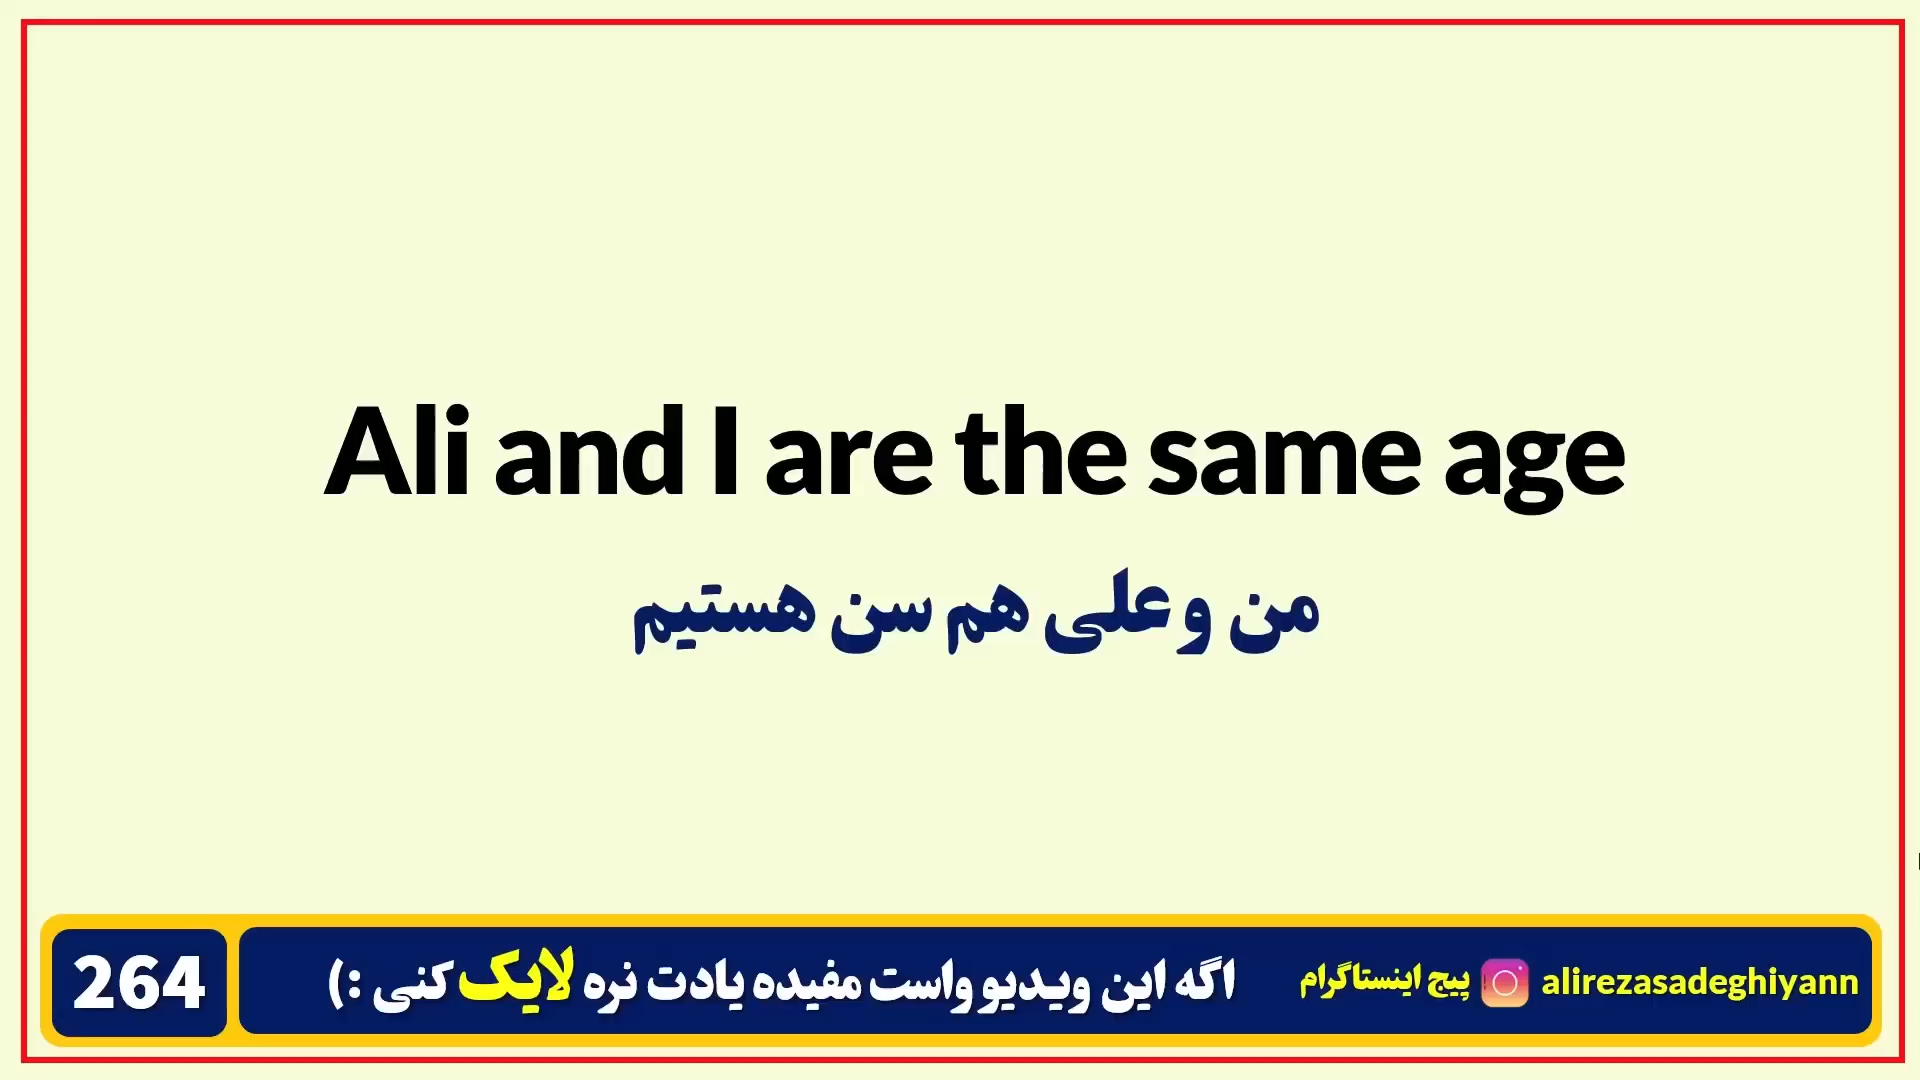 Ali and I are the same age
من و علی هم سن هستیم
264
اگه این ویدیو واست مفیده یادت نره لایک کنی :)
پیج اینستاگرام
alirezasadeghiyann